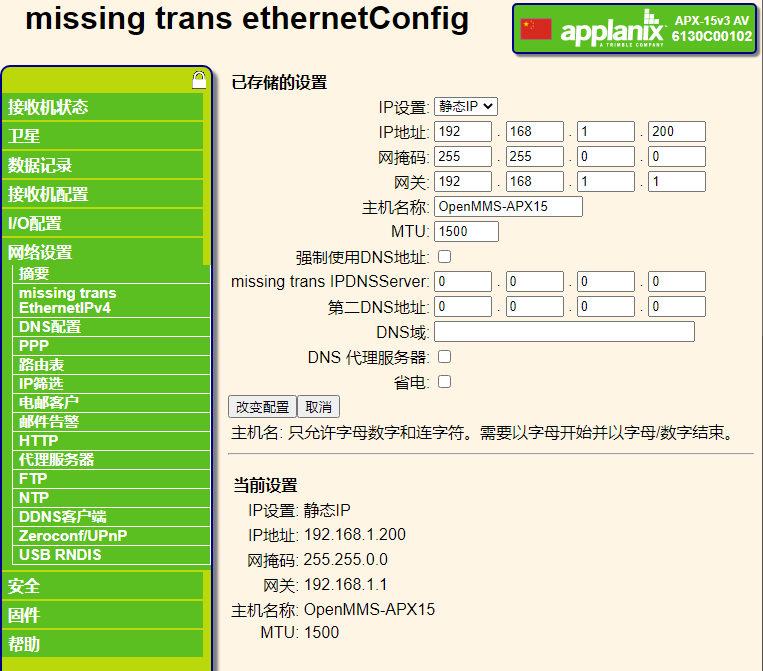 missing trans ethernetConfig
applanix
A TRIMBLE COMPANY
APX-15v3 AV
6130C00102
接收机状态
卫星
数据记录
接收机配置
I/O配置
网络设置
摘要
missing trans
EthernetIPv4
DNS配置
PPP
路由表
IP筛选
电邮客户
邮件告警
HTTP
代理服务器
FTP
NTP
DDNS客户端
Zeroconf/UPnP
USB RNDIS
安全
固件
帮助
已存储的设置
IP设置: 静态IP
IP地址: 192 . 168 . 1 . 200
网掩码: 255 . 255 . 0 . 0
网关: 192 . 168 . 1 . 1
主机名称: OpenMMS-APX15
MTU: 1500
强制使用DNS地址:
missing trans IPDNSServer: 0 . 0 . 0 . 0
第二DNS地址: 0 . 0 . 0 . 0
DNS域:
DNS 代理服务器:
省电:
改变配置 取消
主机名: 只允许字母数字和连字符。需要以字母开始并以字母/数字结束。
当前设置
IP设置: 静态IP
IP地址: 192.168.1.200
网掩码: 255.255.0.0
网关: 192.168.1.1
主机名称: OpenMMS-APX15
MTU: 1500